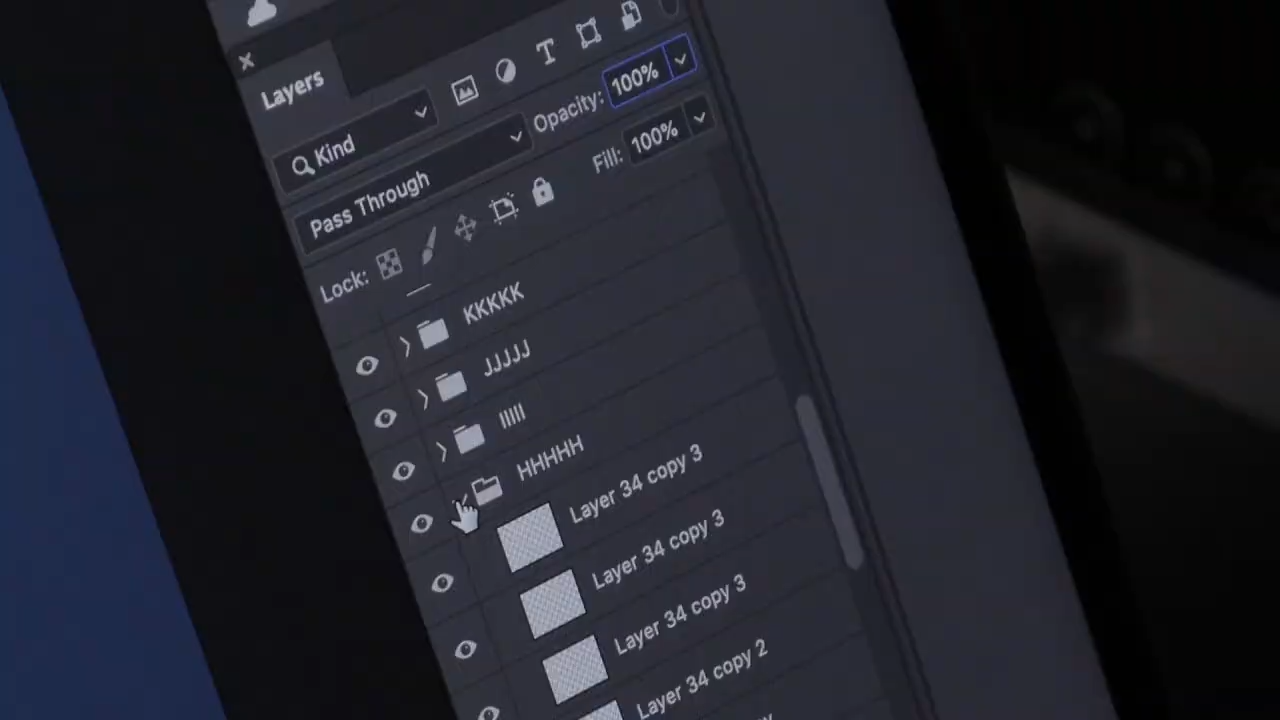 Layers
Kind
Pass Through
Opacity: 100%
Lock:
Fill: 100%
KKKKK
JJJJJ
IIIII
HHHHH
Layer 34 copy 3
Layer 34 copy 3
Layer 34 copy 3
Layer 34 copy 2